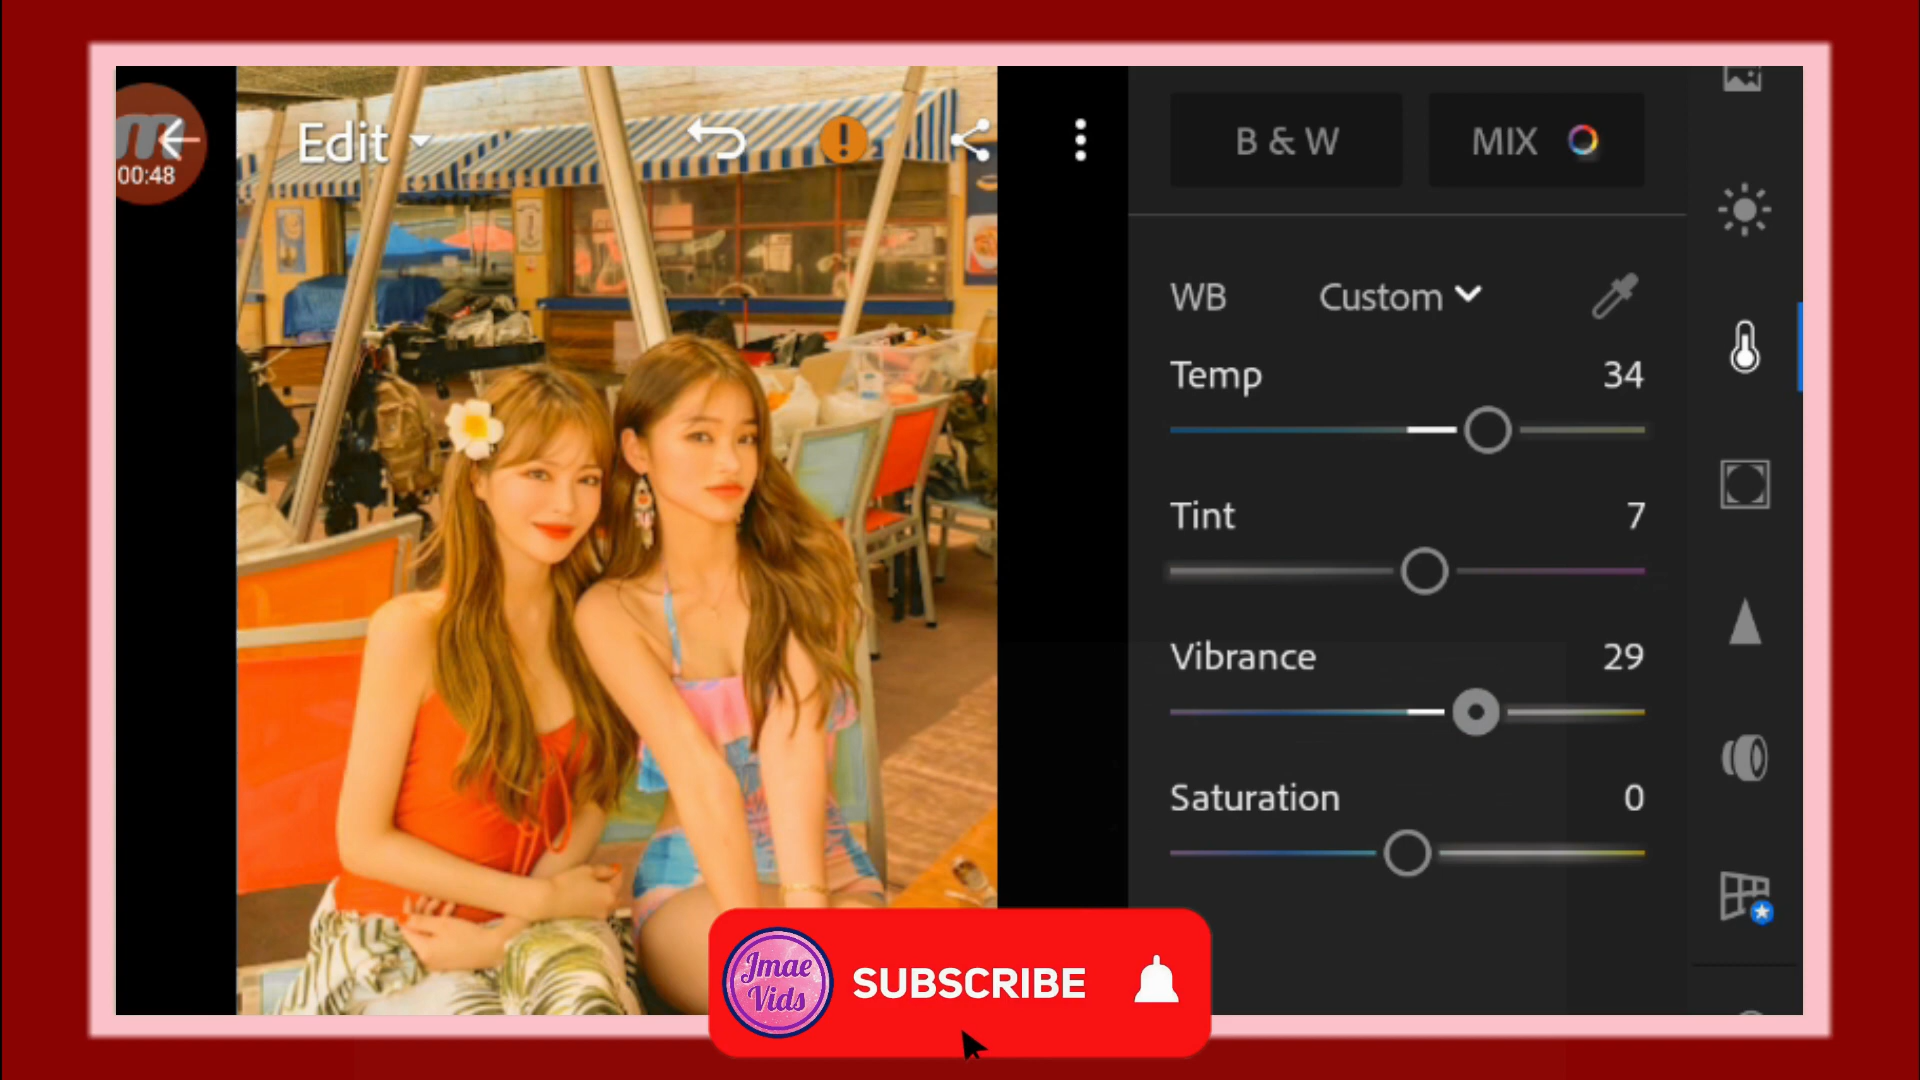 Edit
00:48
B & W
MIX
WB Custom
Temp 34
Tint 7
Vibrance 29
Saturation 0
Jmae
Vids
SUBSCRIBE